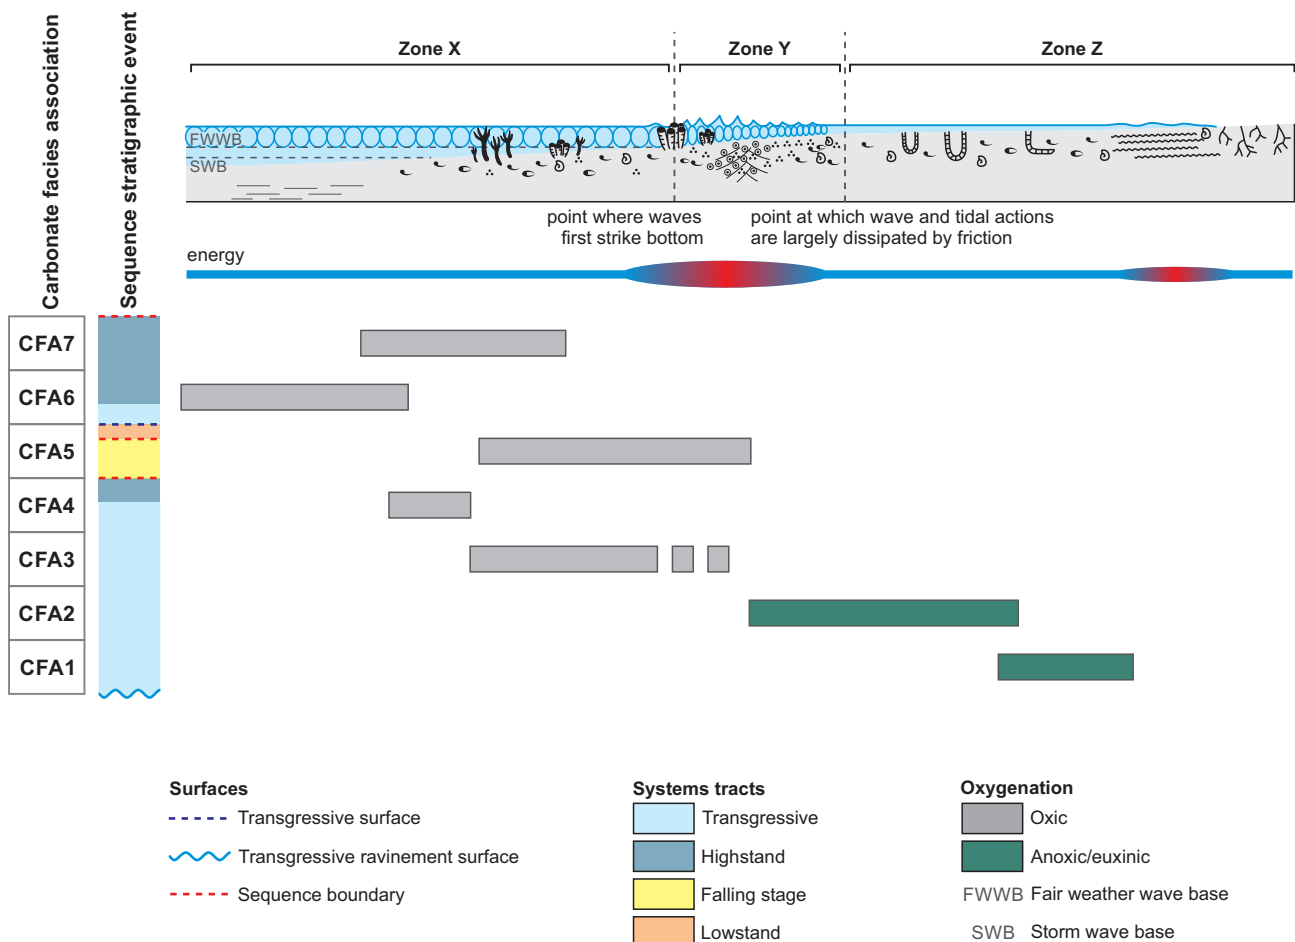 Carbonate facies association
Sequence stratigraphic event
Zone X
Zone Y
Zone Z
FWWB
SWB
point where waves
first strike bottom
point at which wave and tidal actions
are largely dissipated by friction
energy
CFA7
CFA6
CFA5
CFA4
CFA3
CFA2
CFA1
Surfaces
Transgressive surface
Transgressive ravinement surface
Sequence boundary
Systems tracts
Transgressive
Highstand
Falling stage
Lowstand
Oxygenation
Oxic
Anoxic/euxinic
FWWB Fair weather wave base
SWB Storm wave base